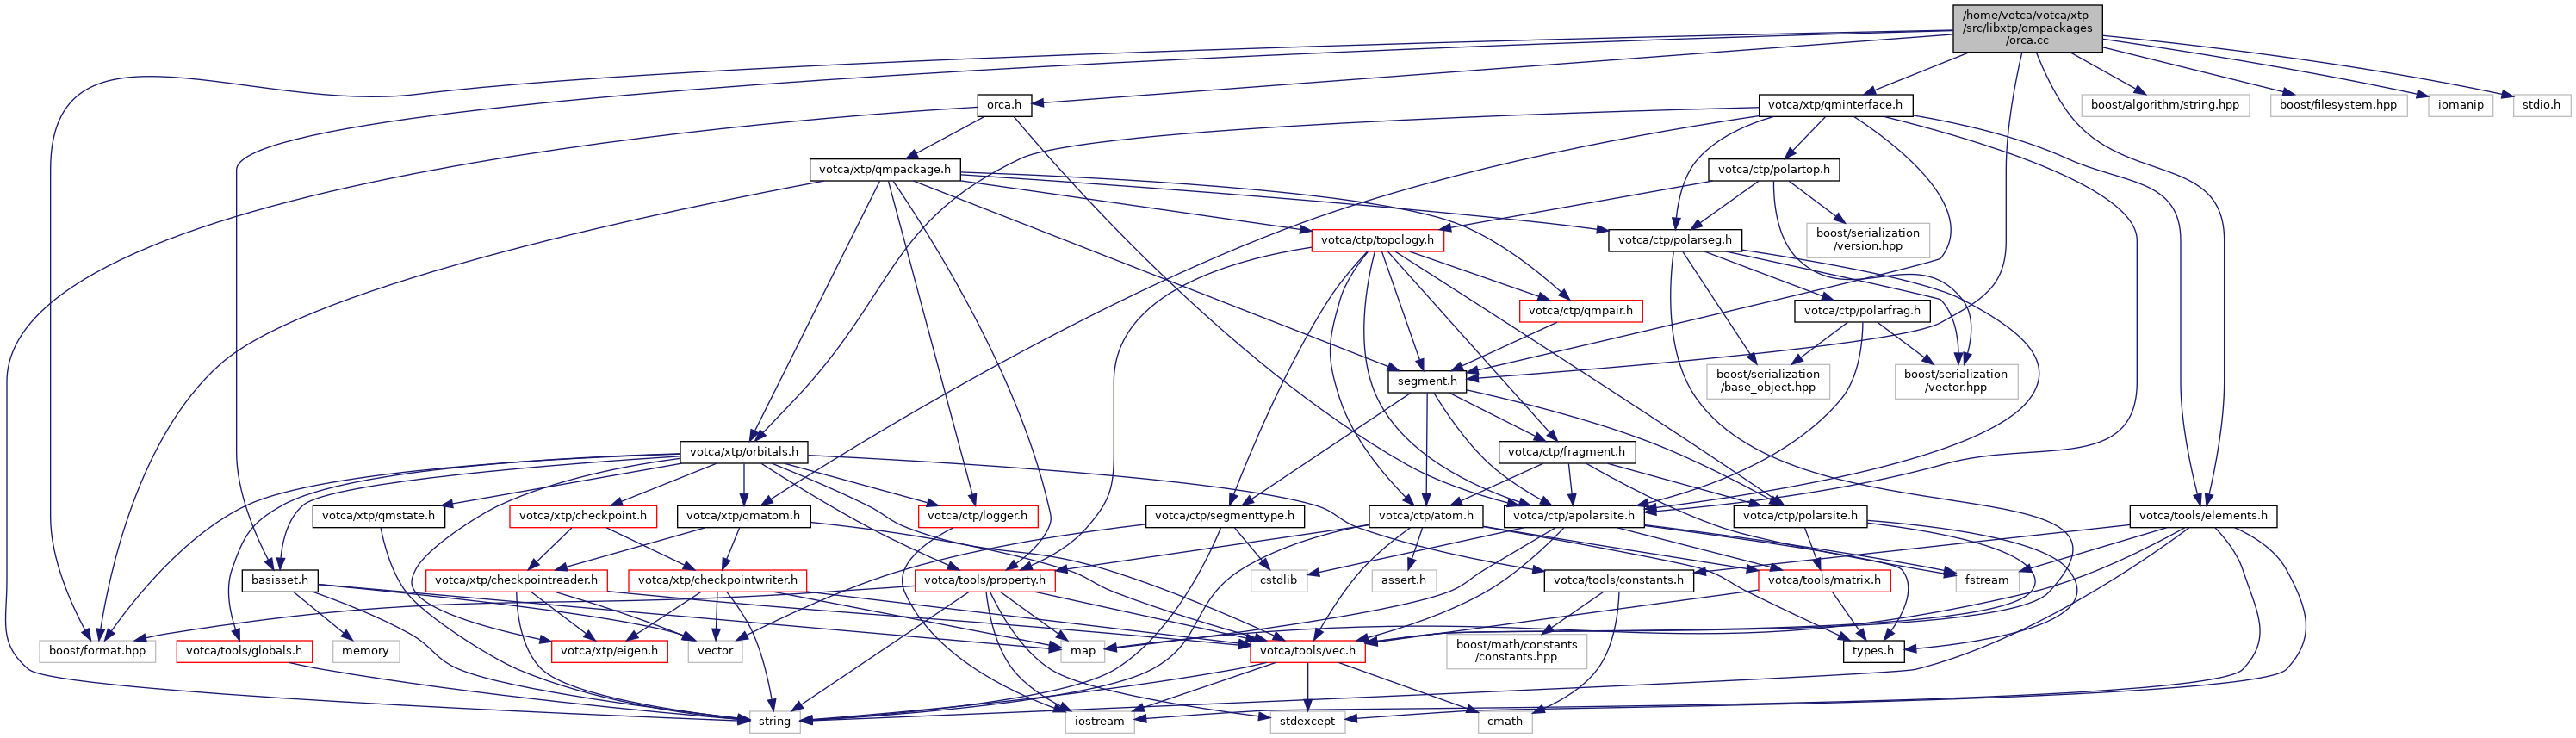 /home/votca/votca/xtp
/src/libxtp/qmpackages
/orca.cc
orca.h
votca/xtp/qminterface.h
boost/algorithm/string.hpp
boost/filesystem.hpp
iomanip
stdio.h
votca/xtp/qmpackage.h
votca/ctp/polartop.h
votca/ctp/topology.h
votca/ctp/polarseg.h
boost/serialization
/version.hpp
votca/ctp/qmpair.h
votca/ctp/polarfrag.h
segment.h
boost/serialization
/base_object.hpp
boost/serialization
/vector.hpp
votca/xtp/orbitals.h
votca/ctp/fragment.h
votca/xtp/qmstate.h
votca/xtp/checkpoint.h
votca/xtp/qmatom.h
votca/ctp/logger.h
votca/ctp/segmenttype.h
votca/ctp/atom.h
votca/ctp/apolarsite.h
votca/ctp/polarsite.h
votca/tools/elements.h
basisset.h
votca/xtp/checkpointreader.h
votca/xtp/checkpointwriter.h
votca/tools/property.h
cstdlib
assert.h
votca/tools/constants.h
votca/tools/matrix.h
fstream
boost/format.hpp
votca/tools/globals.h
memory
votca/xtp/eigen.h
vector
map
votca/tools/vec.h
boost/math/constants
/constants.hpp
types.h
string
iostream
stdexcept
cmath